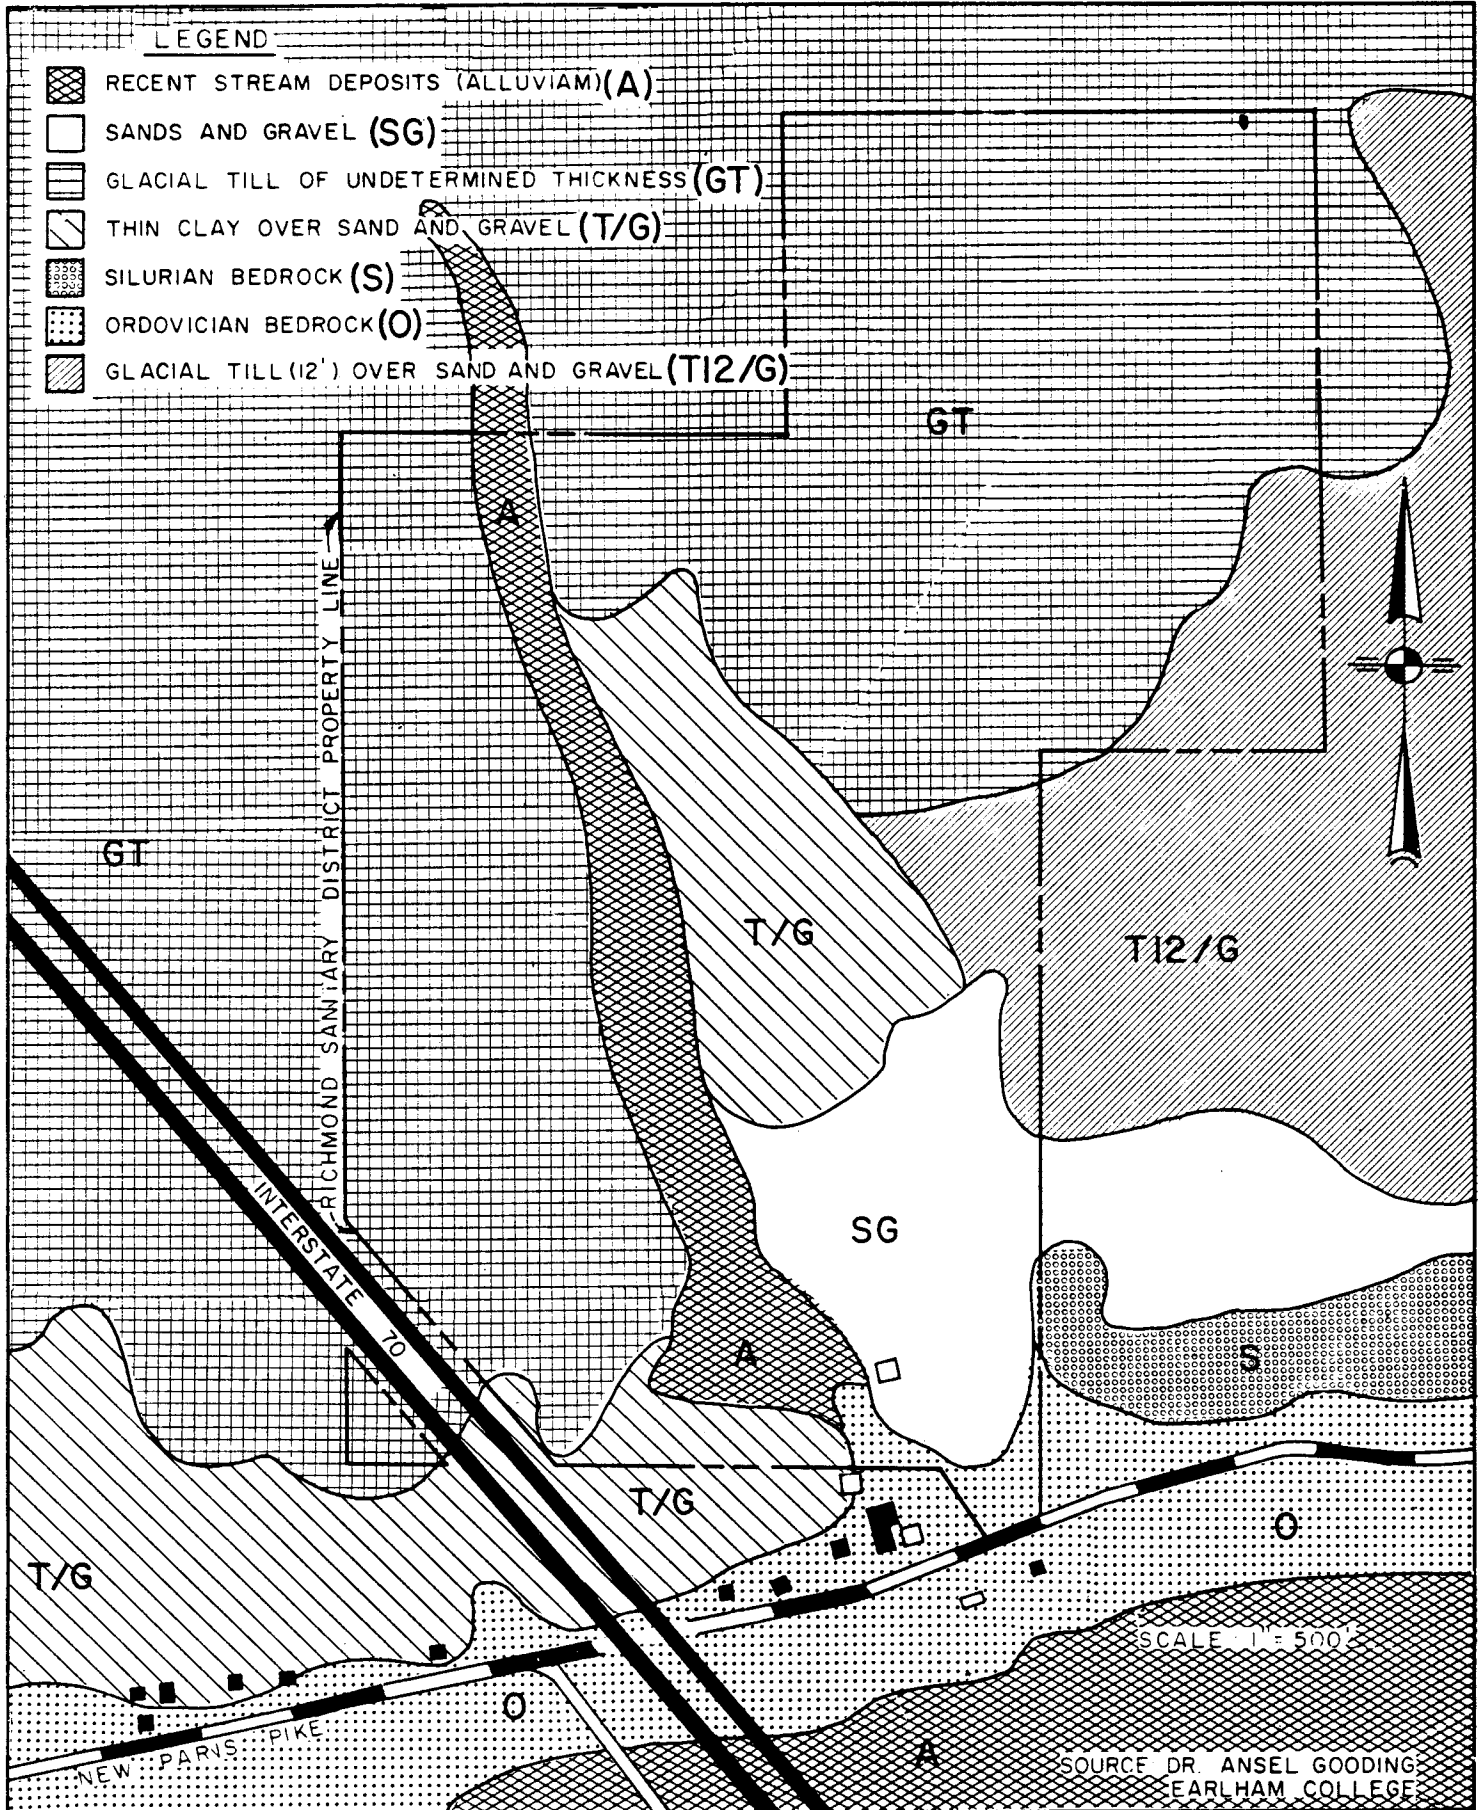 LEGEND
RECENT STREAM DEPOSITS (ALLUVIAM)(A)
SANDS AND GRAVEL (SG)
GLACIAL TILL OF UNDETERMINED THICKNESS (GT)
THIN CLAY OVER SAND AND GRAVEL (T/G)
SILURIAN BEDROCK (S)
ORDOVICIAN BEDROCK (O)
GLACIAL TILL (12') OVER SAND AND GRAVEL (T12/G)
GT
A
RICHMOND SANITARY DISTRICT PROPERTY LINE
GT
T/G
T12/G
SG
INTERSTATE 70
A
S
T/G
O
T/G
SCALE 1"=500'
O
NEW PARIS PIKE
A
SOURCE DR. ANSEL GOODING
EARLHAM COLLEGE